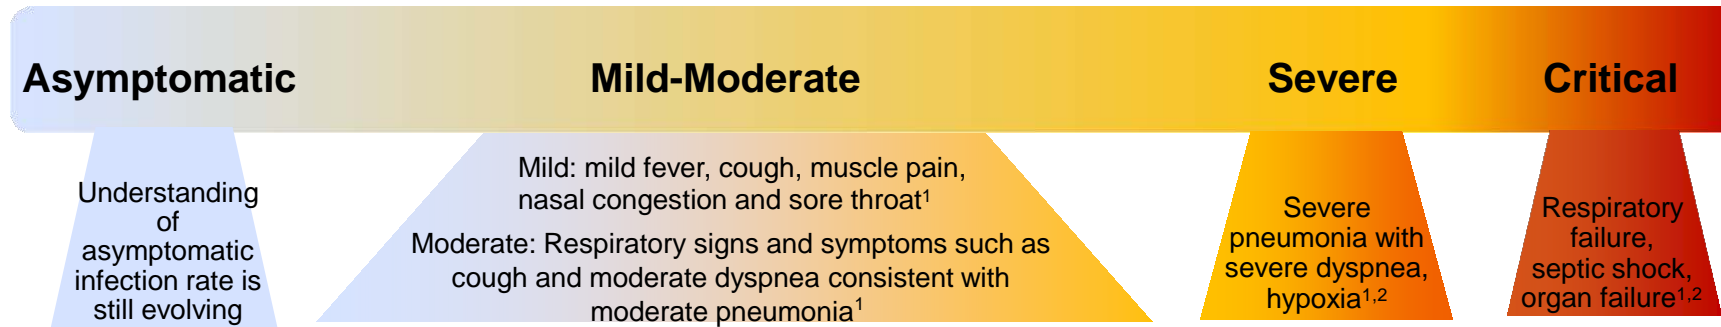 Asymptomatic
Mild-Moderate
Severe
Critical
Understanding
of
asymptomatic
infection rate is
still evolving
Mild: mild fever, cough, muscle pain,
nasal congestion and sore throat¹
Moderate: Respiratory signs and symptoms such as
cough and moderate dyspnea consistent with
moderate pneumonia¹
Severe
pneumonia with
severe dyspnea,
hypoxia¹,²
Respiratory
failure,
septic shock,
organ failure¹,²